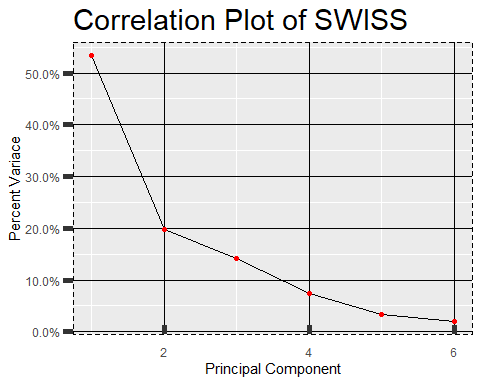 Correlation Plot of SWISS
Percent Variace
50.0%
40.0%
30.0%
20.0%
10.0%
0.0%
2 4 6
Principal Component